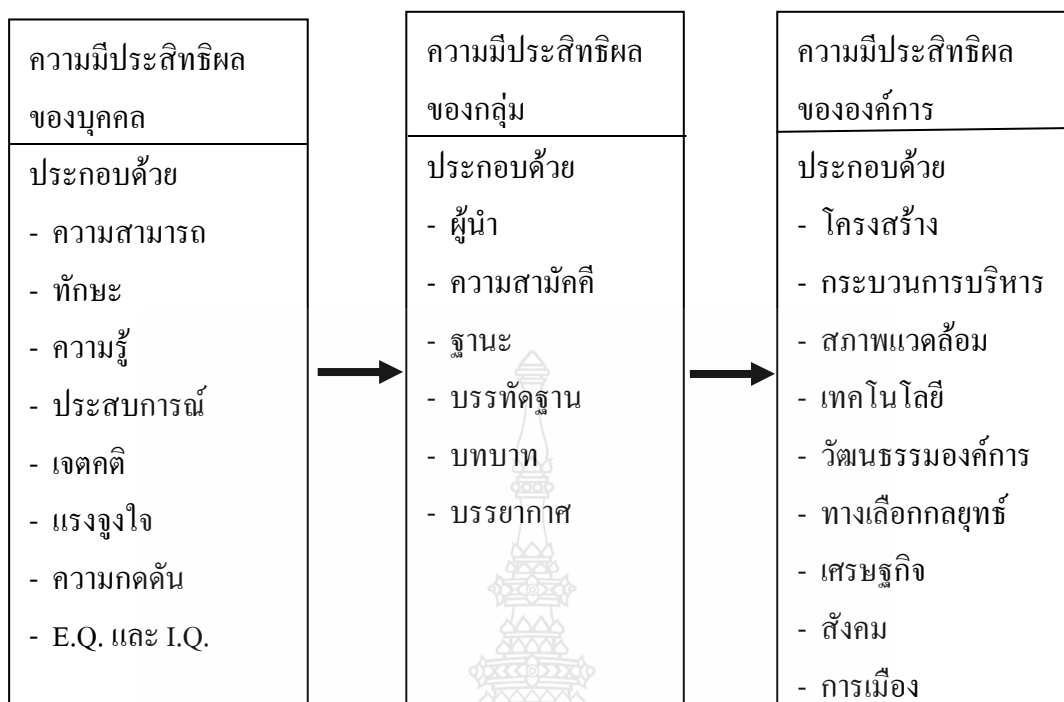 ความมีประสิทธิผล
ของบุคคล
ประกอบด้วย
- ความสามารถ
- ทักษะ
- ความรู้
- ประสบการณ์
- เจตคติ
- แรงจูงใจ
- ความกดดัน
- E.Q. และ I.Q.
ความมีประสิทธิผล
ของกลุ่ม
ประกอบด้วย
- ผู้นำ
- ความสามัคคี
- ฐานะ
- บรรทัดฐาน
- บทบาท
- บรรยากาศ
ความมีประสิทธิผล
ขององค์การ
ประกอบด้วย
- โครงสร้าง
- กระบวนการบริหาร
- สภาพแวดล้อม
- เทคโนโลยี
- วัฒนธรรมองค์การ
- ทางเลือกกลยุทธ์
- เศรษฐกิจ
- สังคม
- การเมือง